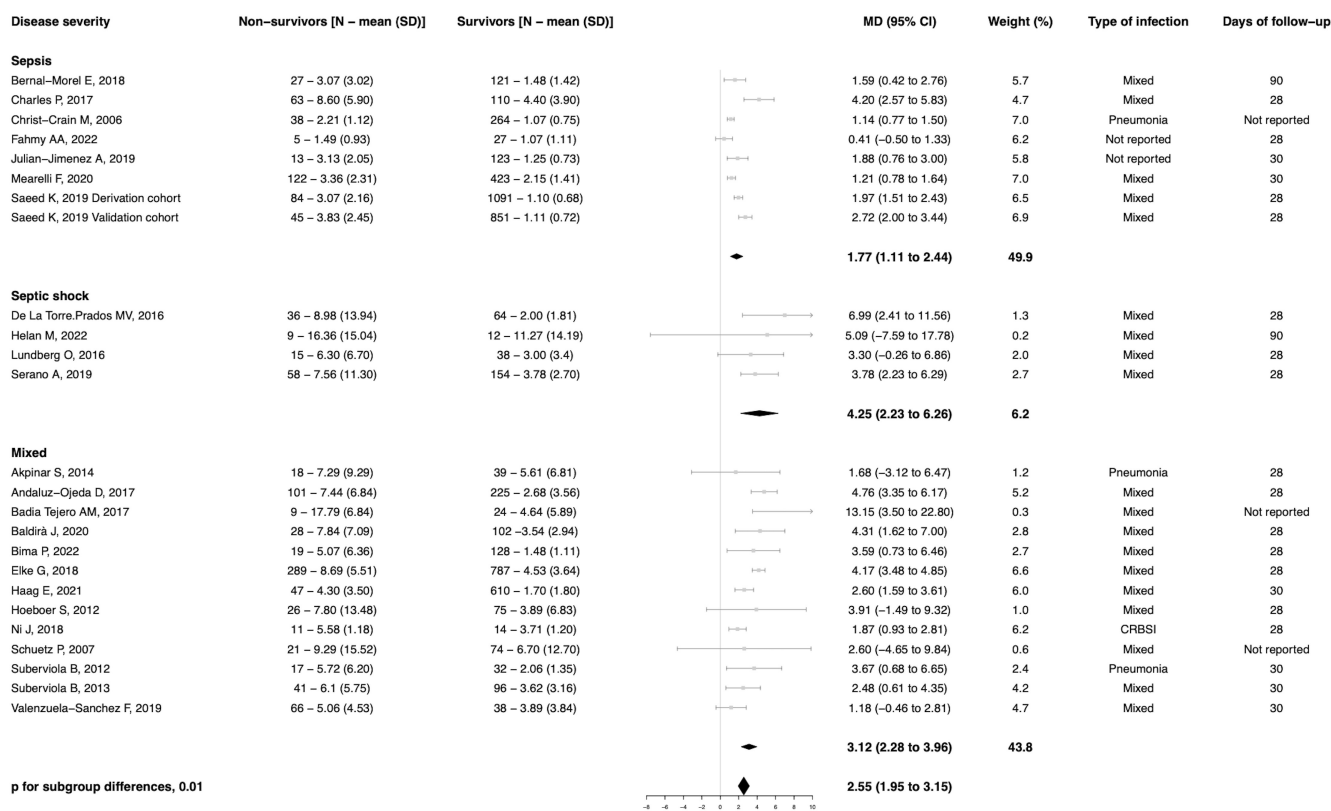 Disease severity Non−survivors [N − mean (SD)] Survivors [N − mean (SD)] MD (95% CI) Weight (%) Type of infection Days of follow−up
Sepsis
Bernal−Morel E, 2018 27 − 3.07 (3.02) 121 − 1.48 (1.42) 1.59 (0.42 to 2.76) 5.7 Mixed 90
Charles P, 2017 63 − 8.60 (5.90) 110 − 4.40 (3.90) 4.20 (2.57 to 5.83) 4.7 Mixed 28
Christ−Crain M, 2006 38 − 2.21 (1.12) 264 − 1.07 (0.75) 1.14 (0.77 to 1.50) 7.0 Pneumonia Not reported
Fahmy AA, 2022 5 − 1.49 (0.93) 27 − 1.07 (1.11) 0.41 (−0.50 to 1.33) 6.2 Not reported 28
Julian−Jimenez A, 2019 13 − 3.13 (2.05) 123 − 1.25 (0.73) 1.88 (0.76 to 3.00) 5.8 Not reported 30
Mearelli F, 2020 122 − 3.36 (2.31) 423 − 2.15 (1.41) 1.21 (0.78 to 1.64) 7.0 Mixed 30
Saeed K, 2019 Derivation cohort 84 − 3.07 (2.16) 1091 − 1.10 (0.68) 1.97 (1.51 to 2.43) 6.5 Mixed 28
Saeed K, 2019 Validation cohort 45 − 3.83 (2.45) 851 − 1.11 (0.72) 2.72 (2.00 to 3.44) 6.9 Mixed 28
1.77 (1.11 to 2.44) 49.9
Septic shock
De La Torre.Prados MV, 2016 36 − 8.98 (13.94) 64 − 2.00 (1.81) 6.99 (2.41 to 11.56) 1.3 Mixed 28
Helan M, 2022 9 − 16.36 (15.04) 12 − 11.27 (14.19) 5.09 (−7.59 to 17.78) 0.2 Mixed 90
Lundberg O, 2016 15 − 6.30 (6.70) 38 − 3.00 (3.4) 3.30 (−0.26 to 6.86) 2.0 Mixed 28
Serano A, 2019 58 − 7.56 (11.30) 154 − 3.78 (2.70) 3.78 (2.23 to 6.29) 2.7 Mixed 28
4.25 (2.23 to 6.26) 6.2
Mixed
Akpinar S, 2014 18 − 7.29 (9.29) 39 − 5.61 (6.81) 1.68 (−3.12 to 6.47) 1.2 Pneumonia 28
Andaluz−Ojeda D, 2017 101 − 7.44 (6.84) 225 − 2.68 (3.56) 4.76 (3.35 to 6.17) 5.2 Mixed 28
Badia Tejero AM, 2017 9 − 17.79 (6.84) 24 − 4.64 (5.89) 13.15 (3.50 to 22.80) 0.3 Mixed Not reported
Baldirà J, 2020 28 − 7.84 (7.09) 102 −3.54 (2.94) 4.31 (1.62 to 7.00) 2.8 Mixed 28
Bima P, 2022 19 − 5.07 (6.36) 128 − 1.48 (1.11) 3.59 (0.73 to 6.46) 2.7 Mixed 28
Elke G, 2018 289 − 8.69 (5.51) 787 − 4.53 (3.64) 4.17 (3.48 to 4.85) 6.6 Mixed 28
Haag E, 2021 47 − 4.30 (3.50) 610 − 1.70 (1.80) 2.60 (1.59 to 3.61) 6.0 Mixed 30
Hoeboer S, 2012 26 − 7.80 (13.48) 75 − 3.89 (6.83) 3.91 (−1.49 to 9.32) 1.0 Mixed 28
Ni J, 2018 11 − 5.58 (1.18) 14 − 3.71 (1.20) 1.87 (0.93 to 2.81) 6.2 CRBSI 28
Schuetz P, 2007 21 − 9.29 (15.52) 74 − 6.70 (12.70) 2.60 (−4.65 to 9.84) 0.6 Mixed Not reported
Suberviola B, 2012 17 − 5.72 (6.20) 32 − 2.06 (1.35) 3.67 (0.68 to 6.65) 2.4 Pneumonia 30
Suberviola B, 2013 41 − 6.1 (5.75) 96 − 3.62 (3.16) 2.48 (0.61 to 4.35) 4.2 Mixed 30
Valenzuela−Sanchez F, 2019 66 − 5.06 (4.53) 38 − 3.89 (3.84) 1.18 (−0.46 to 2.81) 4.7 Mixed 30
3.12 (2.28 to 3.96) 43.8
p for subgroup differences, 0.01 2.55 (1.95 to 3.15)
−8 −6 −4 −2 0 2 4 6 8 10